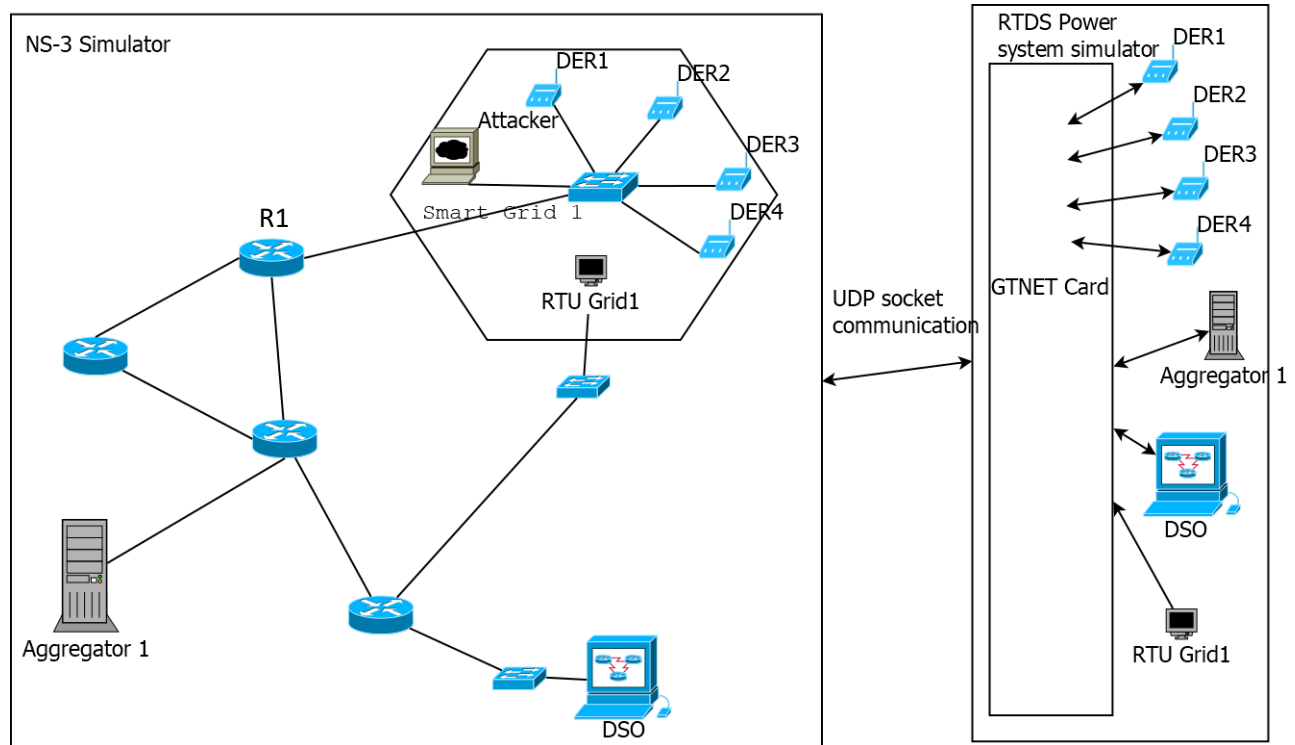 NS-3 Simulator
DER1
DER2
Attacker
DER3
Smart Grid 1
DER4
R1
RTU Grid1
Aggregator 1
DSO
UDP socket
communication
RTDS Power
system simulator
DER1
DER2
DER3
DER4
GTNET Card
Aggregator 1
DSO
RTU Grid1